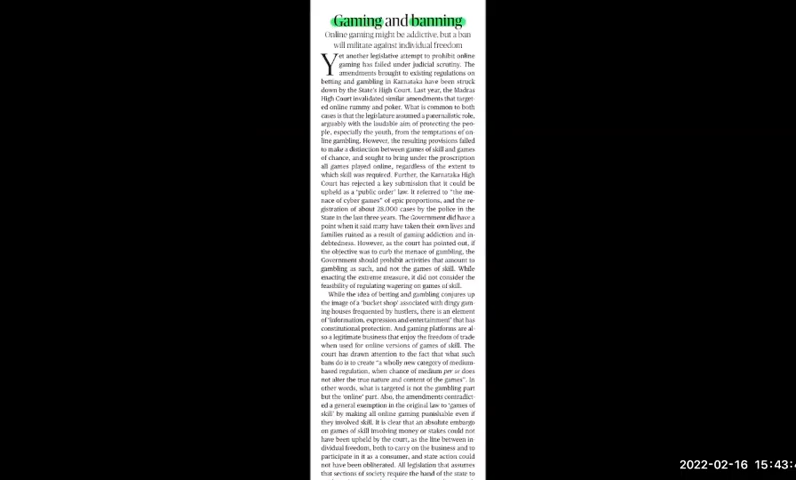 Gaming and banning
Online gaming might be addictive, but a ban
will militate against individual freedom
Yet another legislative attempt to prohibit online
gaming has failed under judicial scrutiny. The
amendments brought to existing regulations on
betting and gambling in Karnataka have been struck
down by the State's High Court. Last year, the Madras
High Court invalidated similar amendments that target-
ed online rummy and poker. What is common to both
cases is that the legislature assumed a paternalistic role,
arguably with the laudable aim of protecting the peo-
ple, especially the youth, from the temptations of on-
line gambling. However, the resulting provisions failed
to make a distinction between games of skill and games
of chance, and sought to bring under the proscription
all games played online, regardless of the extent to
which skill was required. Further, the Karnataka High
Court has rejected a key submission that it could be
upheld as a 'public order' law. It referred to "the me-
nace of cyber games" of epic proportions, and the re-
gistration of about 28,000 cases by the police in the
State in the last three years. The Government did have a
point when it said many have taken their own lives and
families ruined as a result of gaming addiction and in-
debtedness. However, as the court has pointed out, if
the objective was to curb the menace of gambling, the
Government should prohibit activities that amount to
gambling as such, and not the games of skill. While
enacting the extreme measure, it did not consider the
feasibility of regulating wagering on games of skill.
While the idea of betting and gambling conjures up
the image of a 'bucket shop' associated with dingy gam-
ing houses frequented by hustlers, there is an element
of 'information, expression and entertainment' that has
constitutional protection. And gaming platforms are al-
so a legitimate business that enjoy the freedom of trade
when used for online versions of games of skill. The
court has drawn attention to the fact that what such
bans do is to create "a wholly new category of medium-
based regulation, when chance of medium per se does
not alter the true nature and content of the games". In
other words, what is targeted is not the gambling part
but the 'online' part. Also, the amendments contradict-
ed a general exemption in the original law to 'games of
skill' by making all online gaming punishable even if
they involved skill. It is clear that an absolute embargo
on games of skill involving money or stakes could not
have been upheld by the court, as the line between in-
dividual freedom, both to carry on the business and to
participate in it as a consumer, and state action could
not have been obliterated. All legislation that assumes
that sections of society require the hand of the state to
2022-02-16 15:43:4